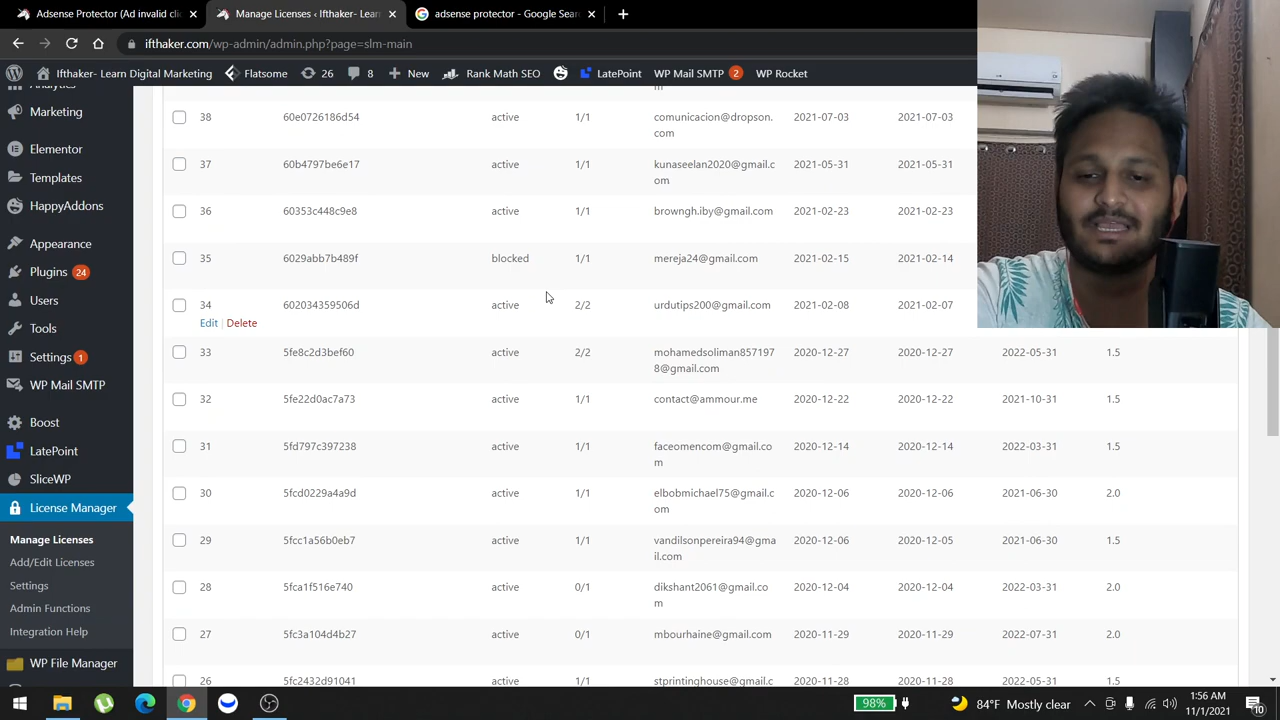 Adsense - Ad invalid clic
Manage Licenses ‹ Ifthaker- Learn
adsense protector - Google Sear
ifthaker.com/wp-admin/admin.php?page=slm-main
Ifthaker- Learn Digital Marketing Flatsome 26 8 New Rank Math SEO LatePoint WP Mail SMTP 2 WP Rocket
Analytics
Marketing
Elementor
Templates
HappyAddons
Appearance
Plugins 24
Users
Tools
Settings 1
WP Mail SMTP
Boost
LatePoint
SliceWP
License Manager
Manage Licenses
Add/Edit Licenses
Settings
Admin Functions
Integration Help
WP File Manager
m
38 60e0726186d54 active 1/1 comunicacion@dropson. 2021-07-03 2021-07-03
com
37 60b4797be6e17 active 1/1 kunaseelan2020@gmail.c 2021-05-31 2021-05-31
om
36 60353c448c9e8 active 1/1 browngh.iby@gmail.com 2021-02-23 2021-02-23
35 6029abb7b489f blocked 1/1 mereja24@gmail.com 2021-02-15 2021-02-14
34 602034359506d active 2/2 urdutips200@gmail.com 2021-02-08 2021-02-07
Edit | Delete
33 5fe8c2d3bef60 active 2/2 mohamedsoliman857197 2020-12-27 2020-12-27 2022-05-31 1.5
8@gmail.com
32 5fe22d0ac7a73 active 1/1 contact@ammour.me 2020-12-22 2020-12-22 2021-10-31 1.5
31 5fd797c397238 active 1/1 faceomencom@gmail.co 2020-12-14 2020-12-14 2022-03-31 1.5
m
30 5fcd0229a4a9d active 1/1 elbobmichael75@gmail.c 2020-12-06 2020-12-06 2021-06-30 2.0
om
29 5fcc1a56b0eb7 active 1/1 vandilsonpereira94@gma 2020-12-06 2020-12-05 2021-06-30 1.5
il.com
28 5fca1f516e740 active 0/1 dikshant2061@gmail.co 2020-12-04 2020-12-04 2022-03-31 2.0
m
27 5fc3a104d4b27 active 0/1 mbourhaine@gmail.com 2020-11-29 2020-11-29 2022-07-31 2.0
26 5fc2432d91041 active 1/1 stprintinghouse@gmail.c 2020-11-28 2020-11-28 2022-05-31 1.5
98% 84°F Mostly clear 1:56 AM
11/1/2021 10